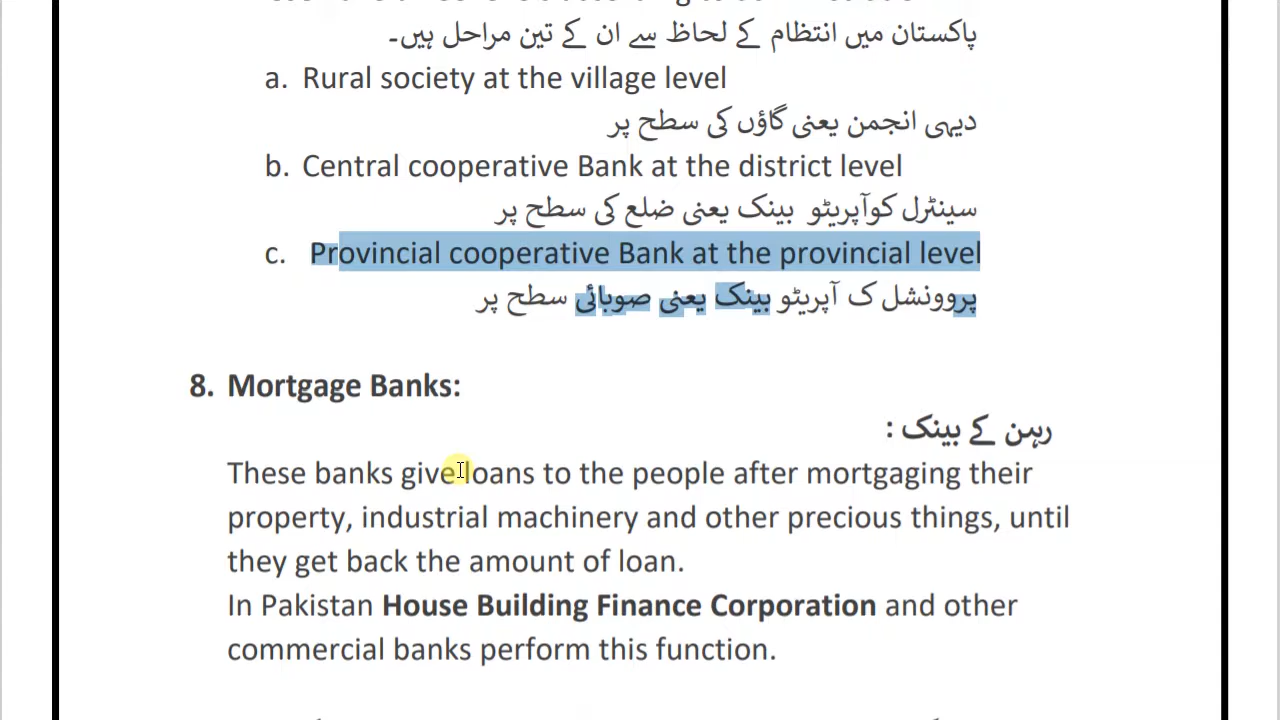 پاکستان میں انتظام کے لحاظ سے ان کے تین مراحل ہیں۔
a. Rural society at the village level
دیہی انجمن یعنی گاؤں کی سطح پر
b. Central cooperative Bank at the district level
سینٹرل کوآپریٹو بینک یعنی ضلع کی سطح پر
c. Provincial cooperative Bank at the provincial level
پروونشل ک آپریٹو بینک یعنی صوبائی سطح پر
8. Mortgage Banks:
رہن کے بینک :
These banks give loans to the people after mortgaging their
property, industrial machinery and other precious things, until
they get back the amount of loan.
In Pakistan House Building Finance Corporation and other
commercial banks perform this function.